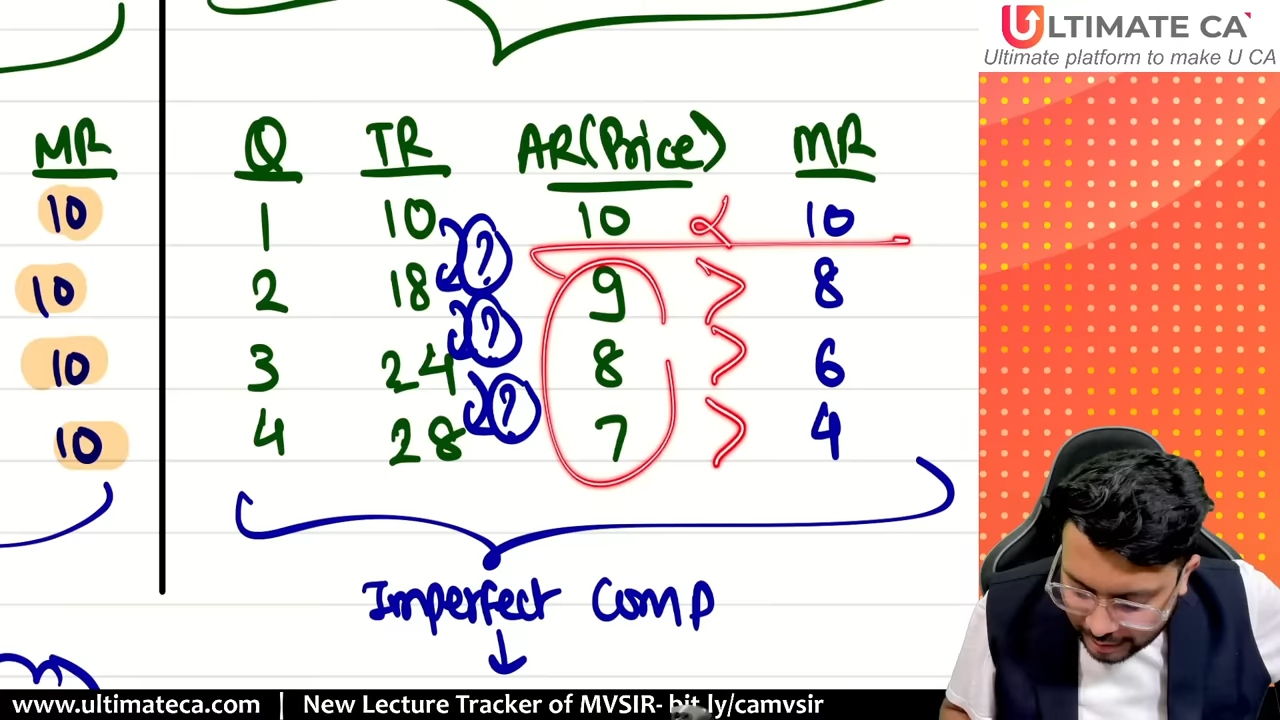 ULTIMATE CA
Ultimate platform to make U CA
MR
10
10
10
10
Q TR AR(Price) MR
1 10 10 10
? 
2 18 9 > 8
?
3 24 8 > 6
?
4 28 7 > 4
Imperfect Comp
www.ultimateca.com | New Lecture Tracker of MVSIR- bit.ly/camvsir